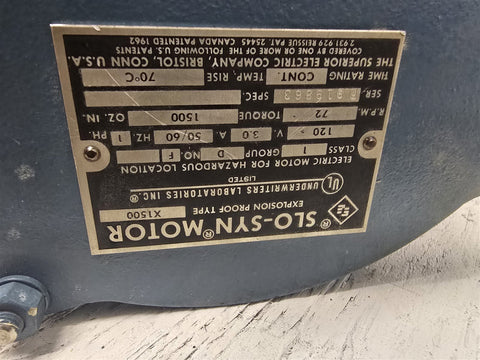 SLO-SYN® MOTOR
EXPLOSION PROOF TYPE X1500
UL® UNDERWRITERS LABORATORIES INC.®
LISTED
ELECTRIC MOTOR FOR HAZARDOUS LOCATION
CLASS 1 GROUP D F
120 V. 3.0 A. 50/60 HZ 1 PH.
R.P.M. 72 TORQUE 1500 OZ. IN.
SER. SPEC.
TIME RATING CONT. TEMP. RISE 70°C
THE SUPERIOR ELECTRIC COMPANY, BRISTOL, CONN U.S.A.
COVERED BY ONE OR MORE OF THE FOLLOWING U.S. PATENTS
2 931 929 REISSUE PAT. 25445 CANADA PATENTED 1962